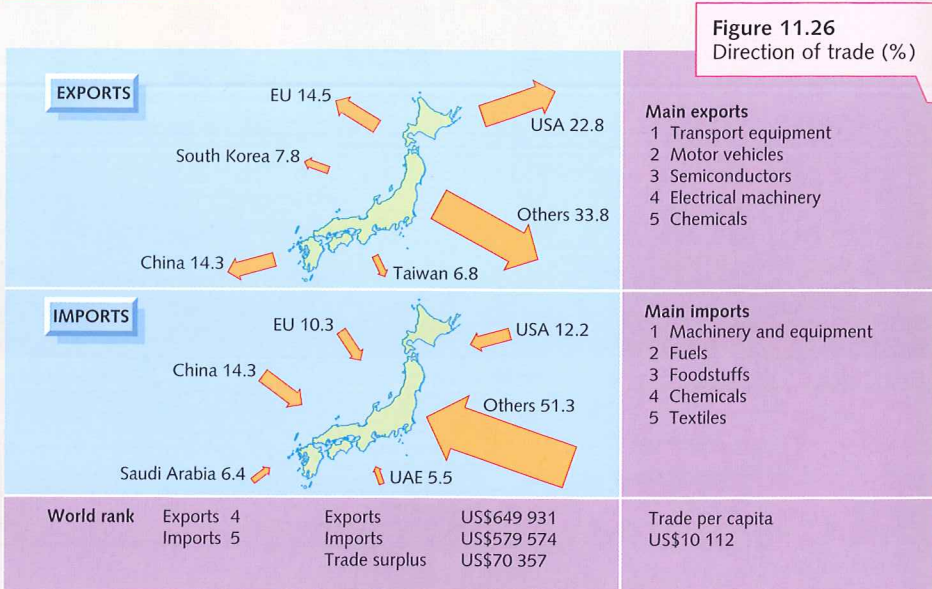 Figure 11.26
Direction of trade (%)
EXPORTS
EU 14.5
USA 22.8
South Korea 7.8
Others 33.8
China 14.3
Taiwan 6.8
Main exports
1 Transport equipment
2 Motor vehicles
3 Semiconductors
4 Electrical machinery
5 Chemicals
IMPORTS
EU 10.3
USA 12.2
China 14.3
Others 51.3
Saudi Arabia 6.4
UAE 5.5
Main imports
1 Machinery and equipment
2 Fuels
3 Foodstuffs
4 Chemicals
5 Textiles
World rank Exports 4 Exports US$649 931
Imports 5 Imports US$579 574
Trade surplus US$70 357
Trade per capita
US$10 112